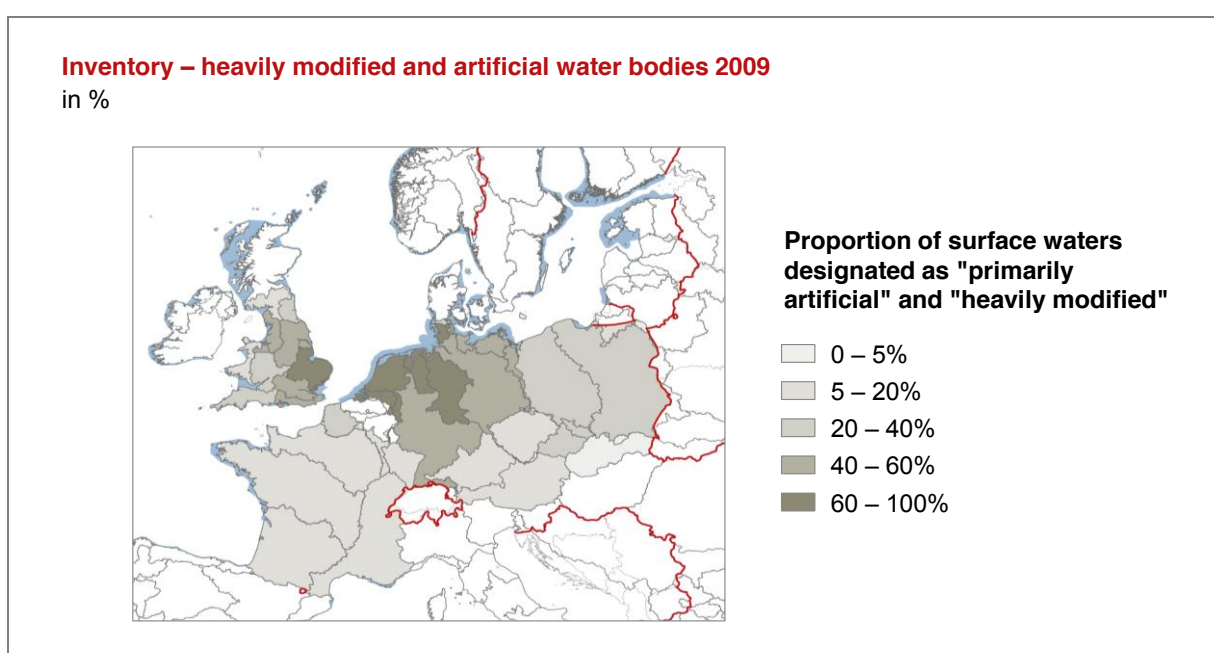 Inventory – heavily modified and artificial water bodies 2009
in %
Proportion of surface waters
designated as "primarily
artificial" and "heavily modified"
0 – 5%
5 – 20%
20 – 40%
40 – 60%
60 – 100%